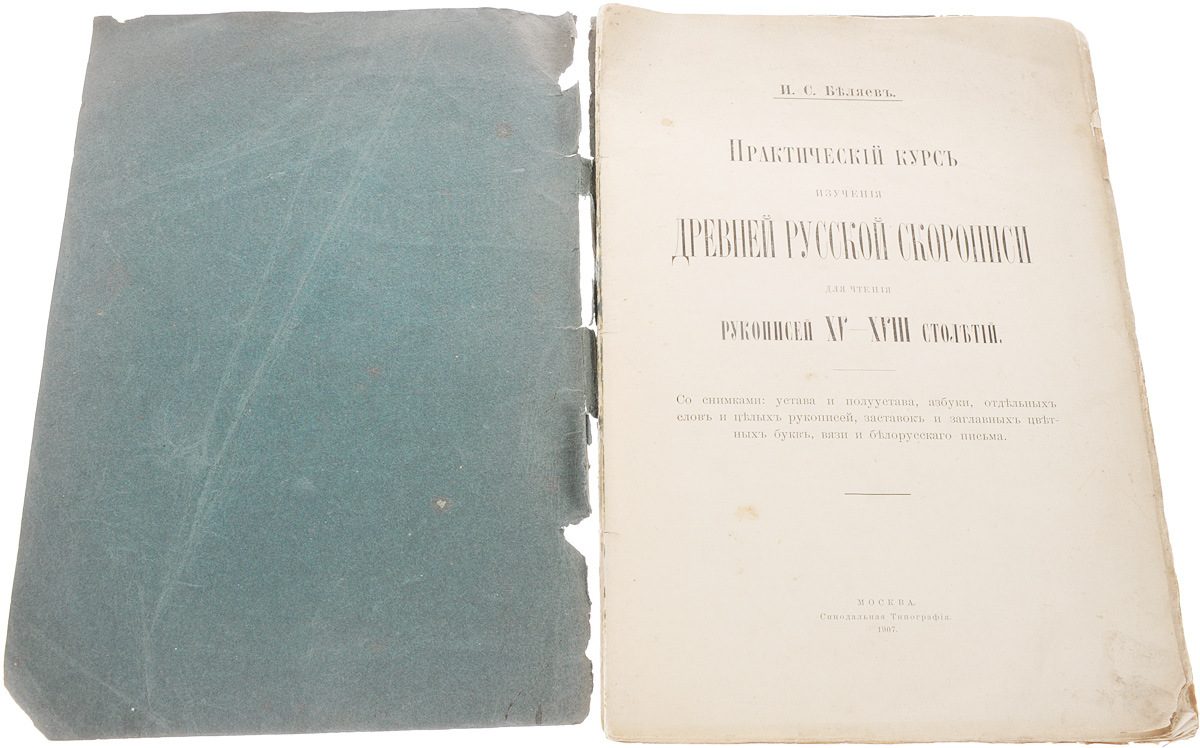 И. С. Бѣляевъ.
Практическій курсъ
изученія
древней русской скорописи
для чтенія
рукописей XV–XVIII столѣтій.
Со снимками: устава и полуустава, азбуки, отдѣльныхъ
словъ и цѣлыхъ рукописей, заставокъ и заглавныхъ цвѣт-
ныхъ буквъ, вязи и бѣлорусскаго письма.
МОСКВА.
Синодальная Типографія.
1907.